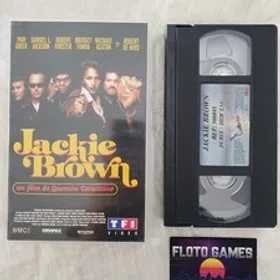 PAM GRIER
SAMUEL L. JACKSON
ROBERT FORSTER
BRIDGET FONDA
MICHAEL KEATON
ROBERT DE NIRO
Jackie
Brown
un film de Quentin Tarantino
TF1
VIDEO
JACKIE BROWN
FLOTO GAMES